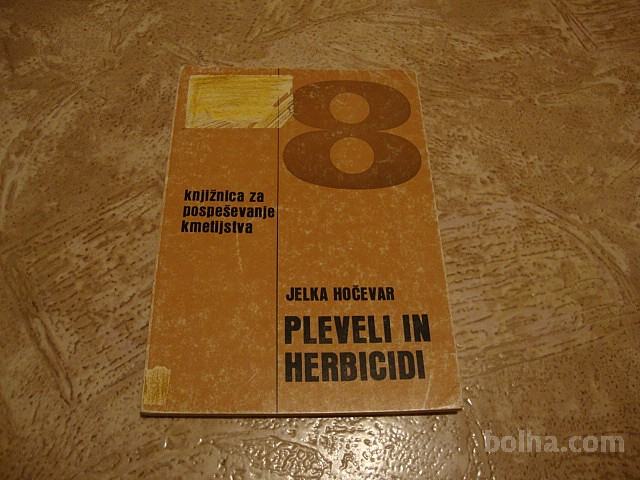 8
knjižnica za
pospeševanje
kmetijstva
JELKA HOČEVAR
PLEVELI IN
HERBICIDI
bolha.com